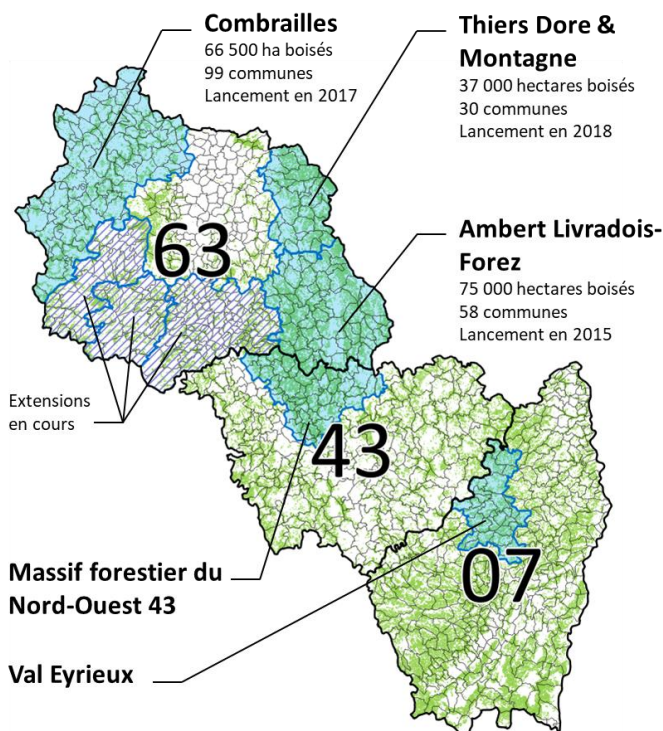 Combrailles
66 500 ha boisés
99 communes
Lancement en 2017
Thiers Dore &
Montagne
37 000 hectares boisés
30 communes
Lancement en 2018
63
Ambert Livradois-
Forez
75 000 hectares boisés
58 communes
Lancement en 2015
Extensions
en cours
43
Massif forestier du
Nord-Ouest 43
07
Val Eyrieux